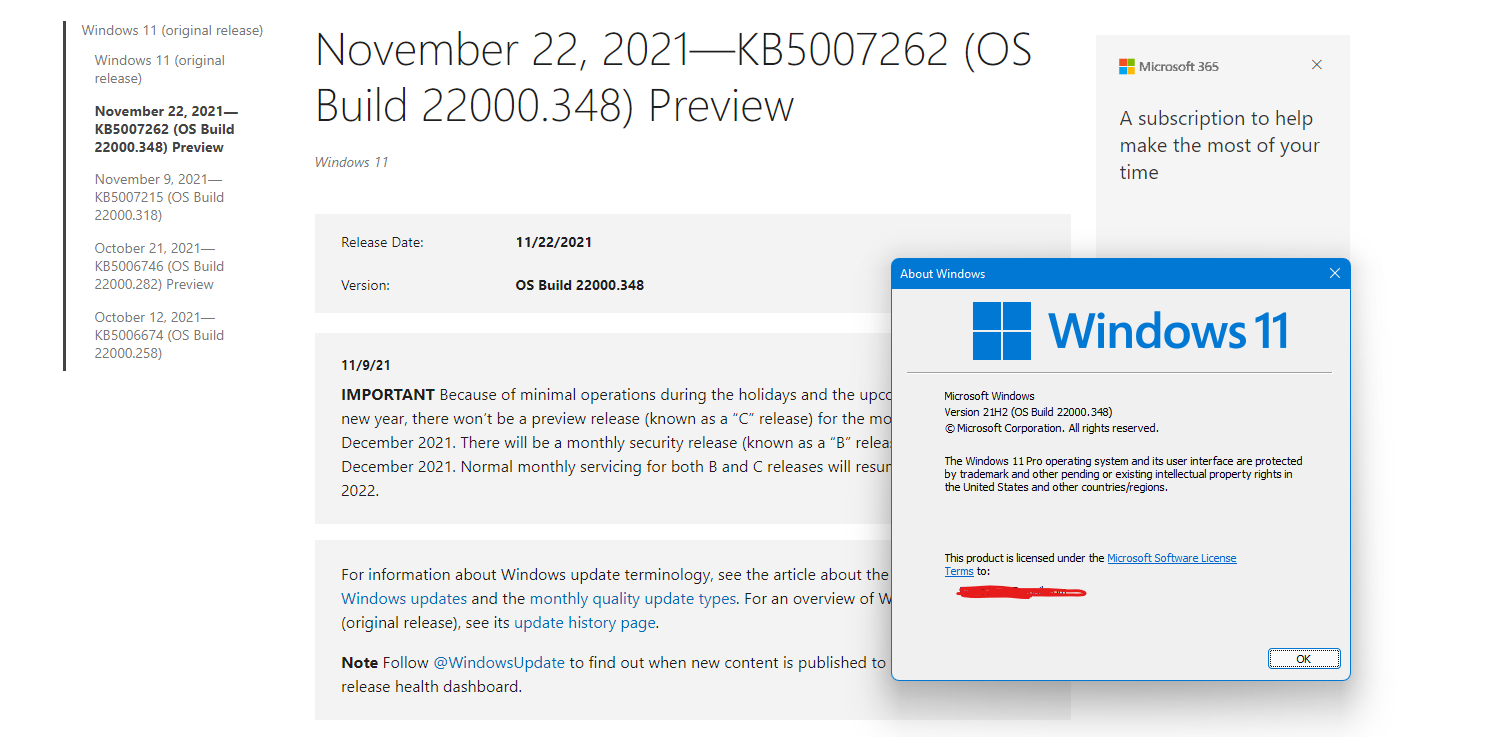 Windows 11 (original release)
Windows 11 (original
release)
November 22, 2021—
KB5007262 (OS Build
22000.348) Preview
November 9, 2021—
KB5007215 (OS Build
22000.318)
October 21, 2021—
KB5006746 (OS Build
22000.282) Preview
October 12, 2021—
KB5006674 (OS Build
22000.258)
November 22, 2021—KB5007262 (OS
Build 22000.348) Preview
Windows 11
Release Date:
11/22/2021
Version:
OS Build 22000.348
11/9/21
IMPORTANT Because of minimal operations during the holidays and the upco
new year, there won't be a preview release (known as a “C” release) for the mo
December 2021. There will be a monthly security release (known as a “B” relea
December 2021. Normal monthly servicing for both B and C releases will resu
2022.
For information about Windows update terminology, see the article about the
Windows updates and the monthly quality update types. For an overview of W
(original release), see its update history page.
Note Follow @WindowsUpdate to find out when new content is published to
release health dashboard.
Microsoft 365
A subscription to help
make the most of your
time
About Windows
Windows 11
Microsoft Windows
Version 21H2 (OS Build 22000.348)
© Microsoft Corporation. All rights reserved.
The Windows 11 Pro operating system and its user interface are protected
by trademark and other pending or existing intellectual property rights in
the United States and other countries/regions.
This product is licensed under the Microsoft Software License
Terms to:
OK